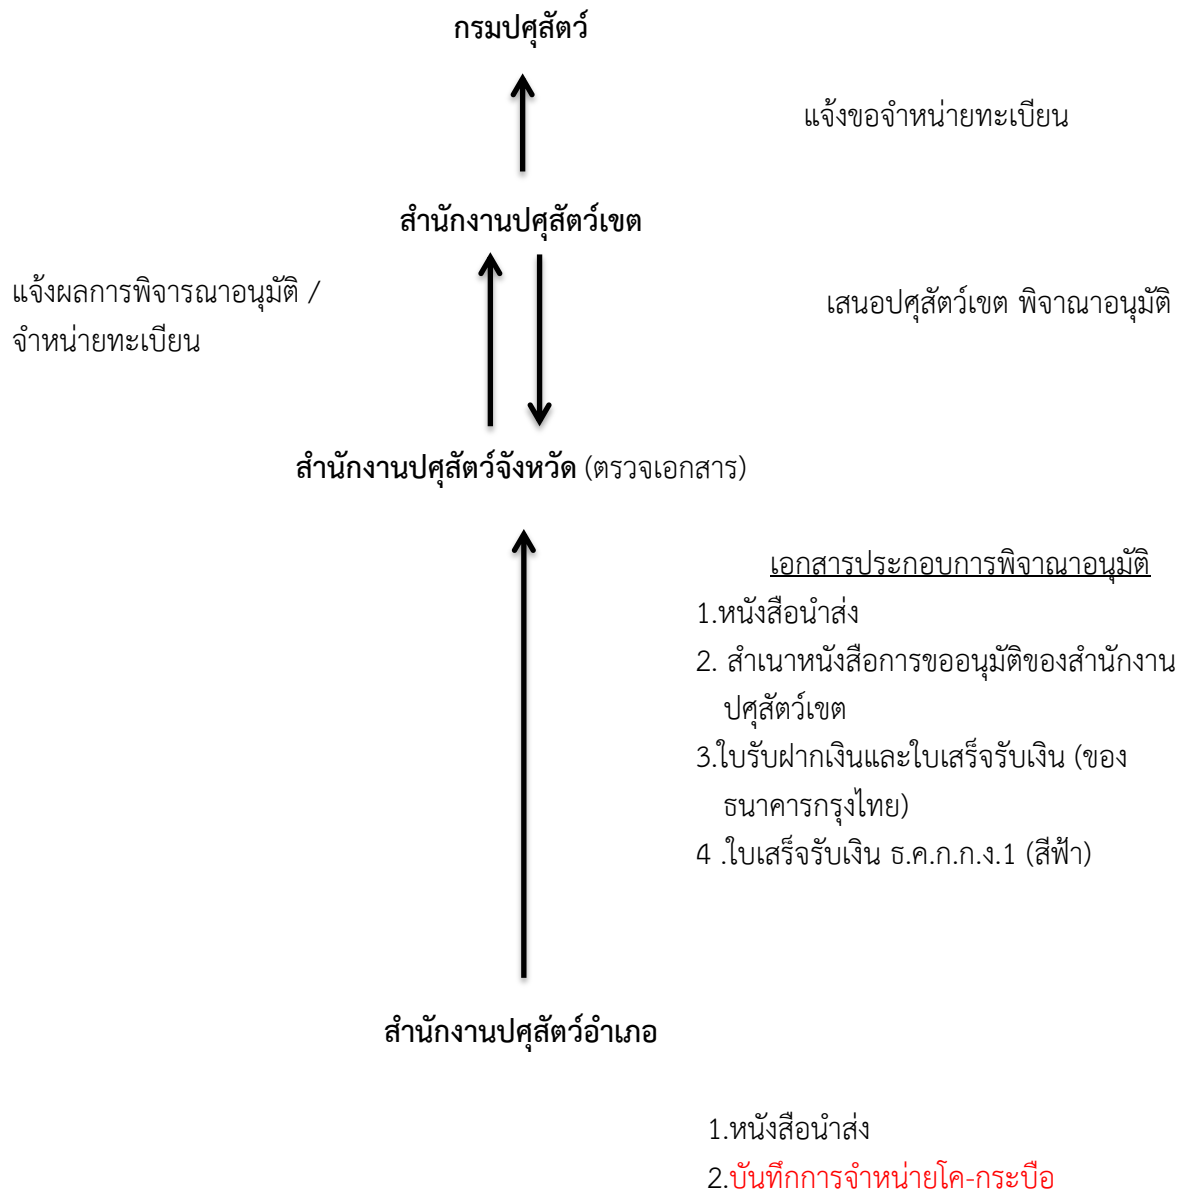 กรมปศุสัตว์
แจ้งขอจำหน่ายทะเบียน
สำนักงานปศุสัตว์เขต
แจ้งผลการพิจารณาอนุมัติ /
จำหน่ายทะเบียน
เสนอปศุสัตว์เขต พิจาณาอนุมัติ
สำนักงานปศุสัตว์จังหวัด (ตรวจเอกสาร)
เอกสารประกอบการพิจาณาอนุมัติ
1.หนังสือนำส่ง
2. สำเนาหนังสือการขออนุมัติของสำนักงาน
ปศุสัตว์เขต
3.ใบรับฝากเงินและใบเสร็จรับเงิน (ของ
ธนาคารกรุงไทย)
4 .ใบเสร็จรับเงิน ธ.ค.ก.ก.ง.1 (สีฟ้า)
สำนักงานปศุสัตว์อำเภอ
1.หนังสือนำส่ง
2.บันทึกการจำหน่ายโค-กระบือ